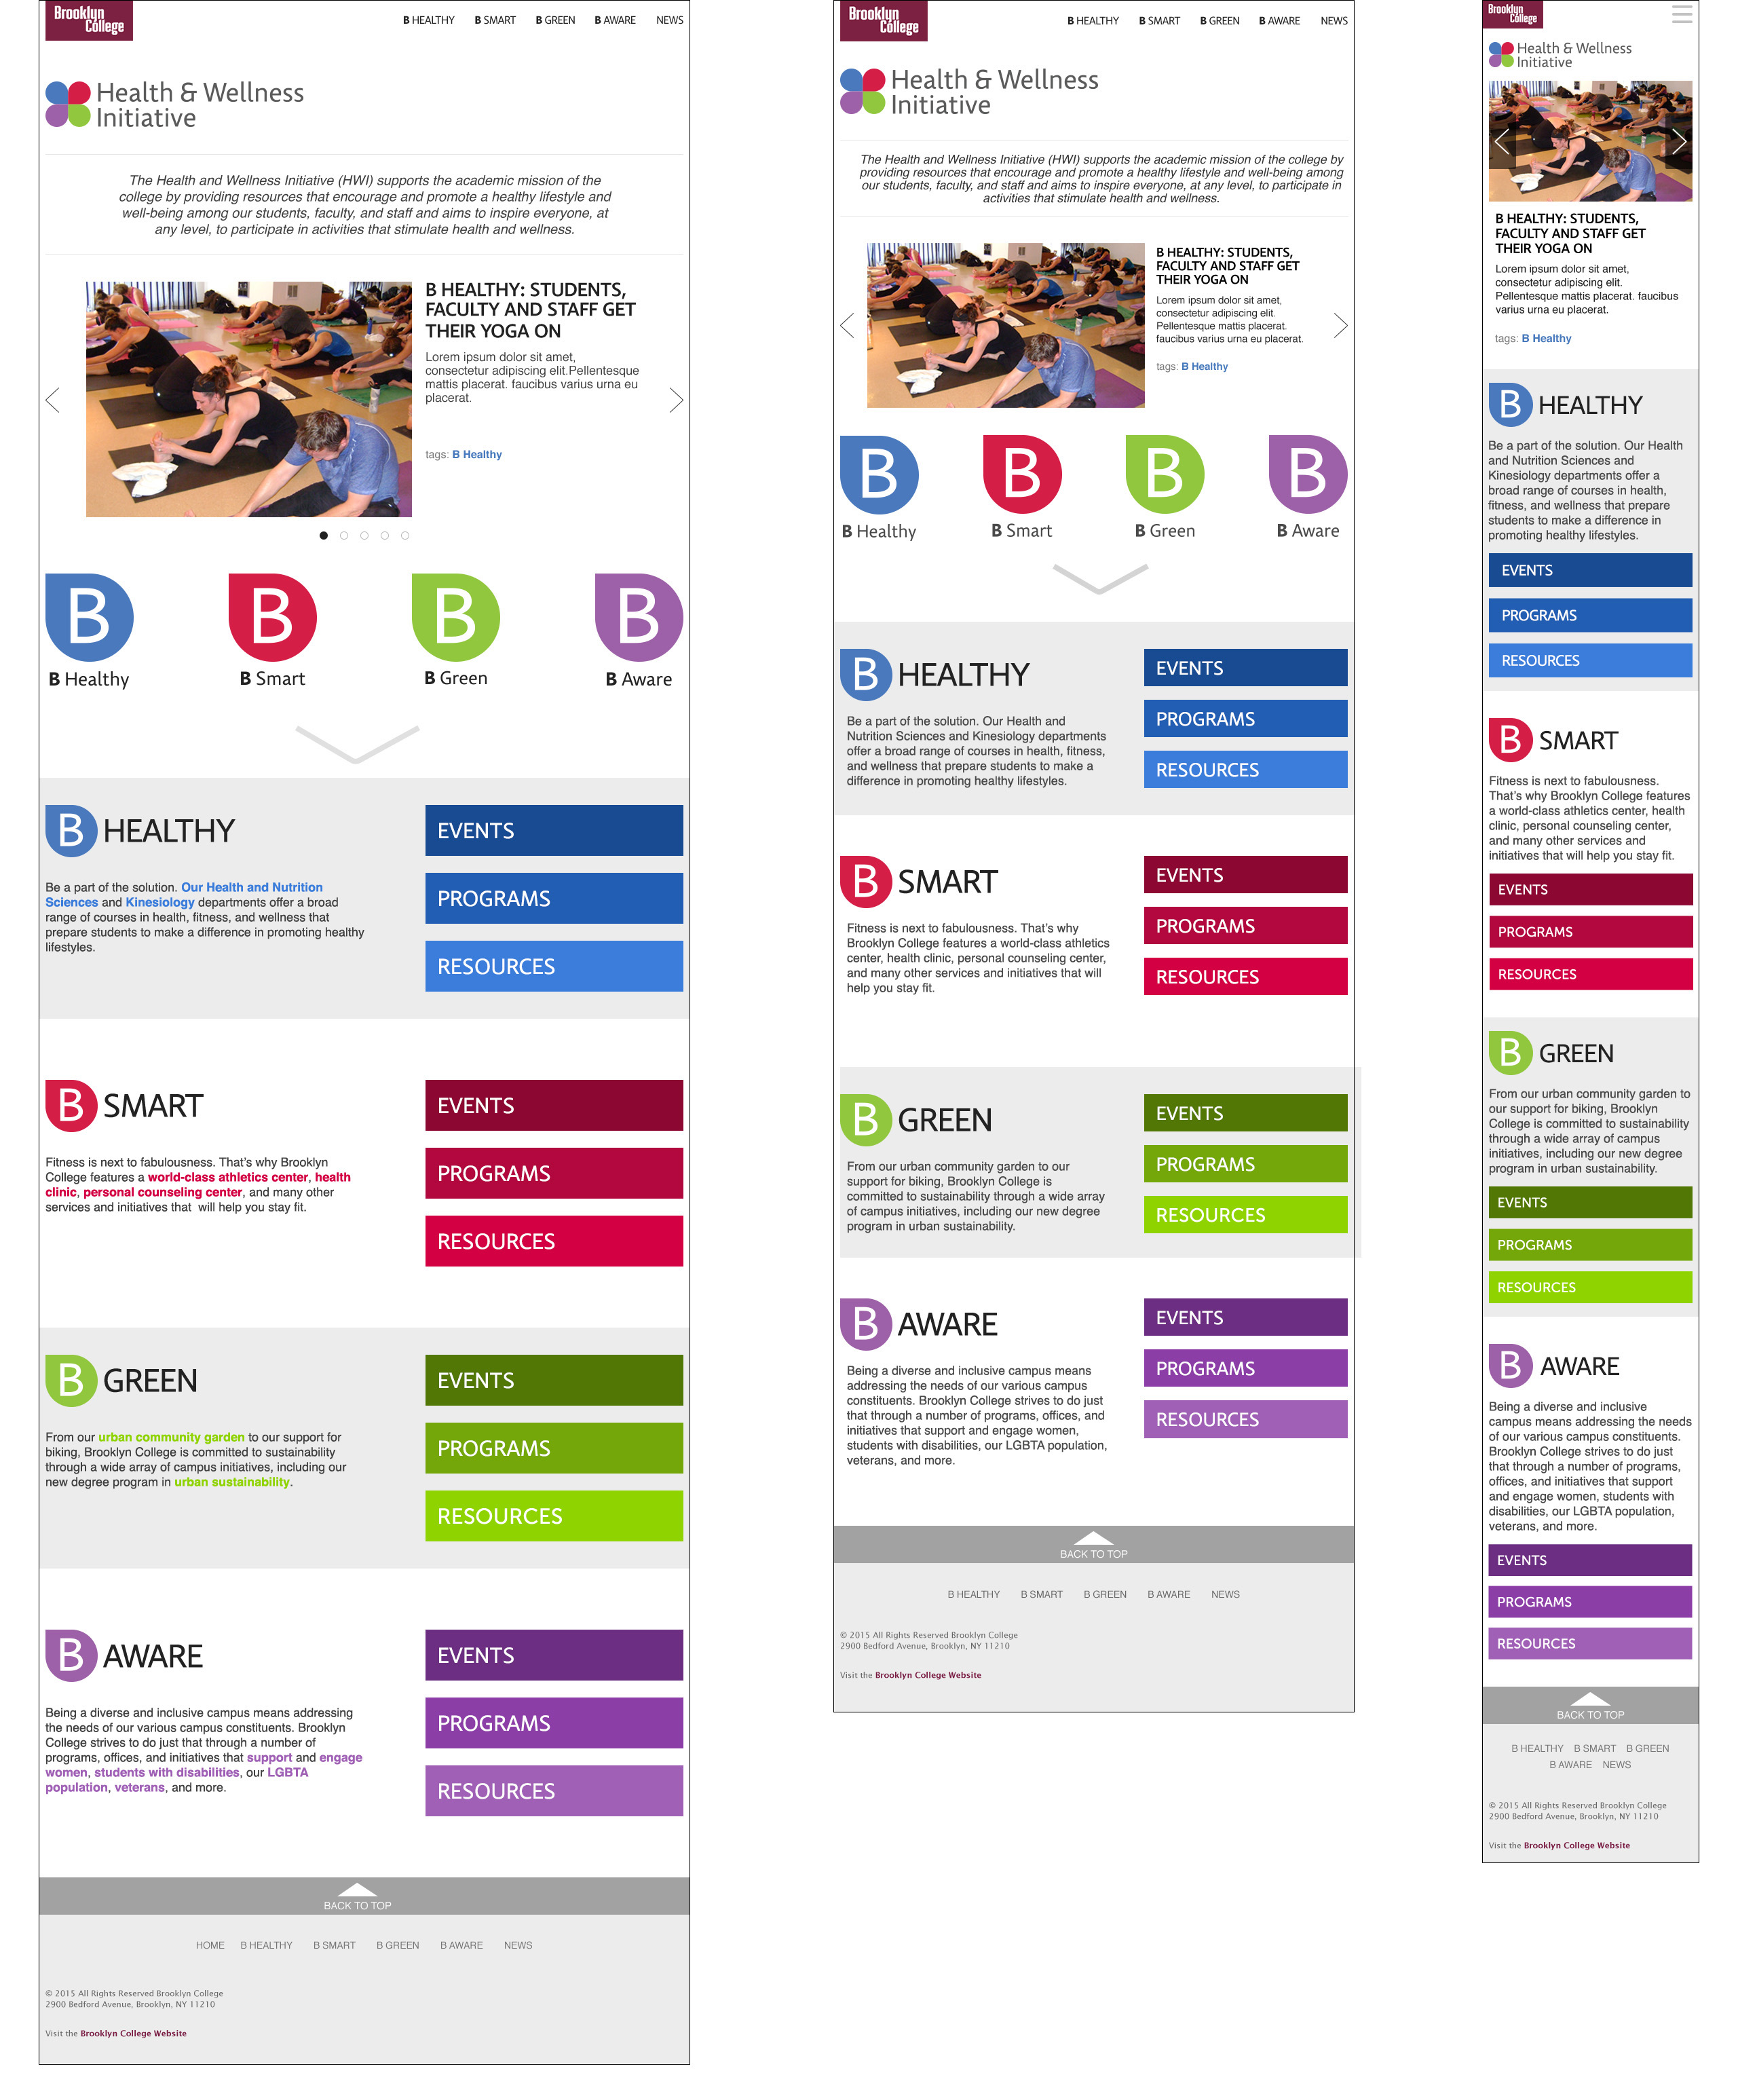 Brooklyn
College
B HEALTHY B SMART B GREEN B AWARE NEWS
Health & Wellness
Initiative
The Health and Wellness Initiative (HWI) supports the academic mission of the
college by providing resources that encourage and promote a healthy lifestyle and
well-being among our students, faculty, and staff and aims to inspire everyone, at
any level, to participate in activities that stimulate health and wellness.
B HEALTHY: STUDENTS,
FACULTY AND STAFF GET
THEIR YOGA ON
Lorem ipsum dolor sit amet,
consectetur adipiscing elit.Pellentesque
mattis placerat. faucibus varius urna eu
placerat.
tags: B Healthy
B B B B
B Healthy B Smart B Green B Aware
B HEALTHY
Be a part of the solution. Our Health and Nutrition
Sciences and Kinesiology departments offer a broad
range of courses in health, fitness, and wellness that
prepare students to make a difference in promoting healthy
lifestyles.
EVENTS
PROGRAMS
RESOURCES
B SMART
Fitness is next to fabulousness. That's why Brooklyn
College features a world-class athletics center, health
clinic, personal counseling center, and many other
services and initiatives that  will help you stay fit.
EVENTS
PROGRAMS
RESOURCES
B GREEN
From our urban community garden to our support for
biking, Brooklyn College is committed to sustainability
through a wide array of campus initiatives, including our
new degree program in urban sustainability.
EVENTS
PROGRAMS
RESOURCES
B AWARE
Being a diverse and inclusive campus means addressing
the needs of our various campus constituents. Brooklyn
College strives to do just that through a number of
programs, offices, and initiatives that support and engage
women, students with disabilities, our LGBTA
population, veterans, and more.
EVENTS
PROGRAMS
RESOURCES
BACK TO TOP
HOME B HEALTHY B SMART B GREEN B AWARE NEWS
© 2015 All Rights Reserved Brooklyn College
2900 Bedford Avenue, Brooklyn, NY 11210
Visit the Brooklyn College Website
Brooklyn
College
B HEALTHY B SMART B GREEN B AWARE NEWS
Health & Wellness
Initiative
The Health and Wellness Initiative (HWI) supports the academic mission of the college by
providing resources that encourage and promote a healthy lifestyle and well-being among
our students, faculty, and staff and aims to inspire everyone, at any level, to participate in
activities that stimulate health and wellness.
B HEALTHY: STUDENTS,
FACULTY AND STAFF GET
THEIR YOGA ON
Lorem ipsum dolor sit amet,
consectetur adipiscing elit.
Pellentesque mattis placerat.
faucibus varius urna eu placerat.
tags: B Healthy
B B B B
B Healthy B Smart B Green B Aware
B HEALTHY
Be a part of the solution. Our Health and
Nutrition Sciences and Kinesiology departments
offer a broad range of courses in health, fitness,
and wellness that prepare students to make a
difference in promoting healthy lifestyles.
EVENTS
PROGRAMS
RESOURCES
B SMART
Fitness is next to fabulousness. That's why
Brooklyn College features a world-class athletics
center, health clinic, personal counseling center,
and many other services and initiatives that will
help you stay fit.
EVENTS
PROGRAMS
RESOURCES
B GREEN
From our urban community garden to our
support for biking, Brooklyn College is
committed to sustainability through a wide array
of campus initiatives, including our new degree
program in urban sustainability.
EVENTS
PROGRAMS
RESOURCES
B AWARE
Being a diverse and inclusive campus means
addressing the needs of our various campus
constituents. Brooklyn College strives to do just
that through a number of programs, offices, and
initiatives that support and engage women,
students with disabilities, our LGBTA population,
veterans, and more.
EVENTS
PROGRAMS
RESOURCES
BACK TO TOP
B HEALTHY B SMART B GREEN B AWARE NEWS
© 2015 All Rights Reserved Brooklyn College
2900 Bedford Avenue, Brooklyn, NY 11210
Visit the Brooklyn College Website
Brooklyn
College
Health & Wellness
Initiative
B HEALTHY: STUDENTS,
FACULTY AND STAFF GET
THEIR YOGA ON
Lorem ipsum dolor sit amet,
consectetur adipiscing elit.
Pellentesque mattis placerat. faucibus
varius urna eu placerat.
tags: B Healthy
B HEALTHY
Be a part of the solution. Our Health
and Nutrition Sciences and
Kinesiology departments offer a
broad range of courses in health,
fitness, and wellness that prepare
students to make a difference in
promoting healthy lifestyles.
EVENTS
PROGRAMS
RESOURCES
B SMART
Fitness is next to fabulousness.
That's why Brooklyn College features
a world-class athletics center, health
clinic, personal counseling center,
and many other services and
initiatives that will help you stay fit.
EVENTS
PROGRAMS
RESOURCES
B GREEN
From our urban community garden to
our support for biking, Brooklyn
College is committed to sustainability
through a wide array of campus
initiatives, including our new degree
program in urban sustainability.
EVENTS
PROGRAMS
RESOURCES
B AWARE
Being a diverse and inclusive
campus means addressing the needs
of our various campus constituents.
Brooklyn College strives to do just
that through a number of programs,
offices, and initiatives that support
and engage women, students with
disabilities, our LGBTA population,
veterans, and more.
EVENTS
PROGRAMS
RESOURCES
BACK TO TOP
B HEALTHY B SMART B GREEN
B AWARE NEWS
© 2015 All Rights Reserved Brooklyn College
2900 Bedford Avenue, Brooklyn, NY 11210
Visit the Brooklyn College Website